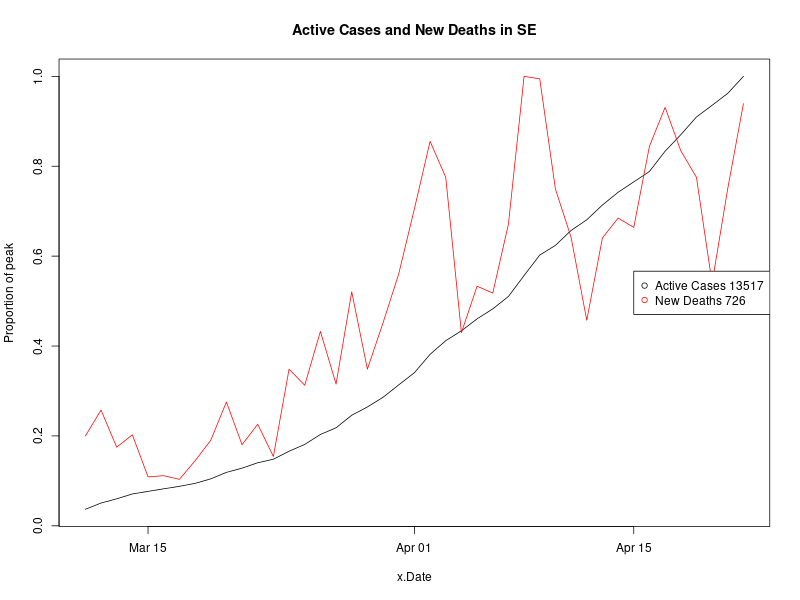 Active Cases and New Deaths in SE
Proportion of peak
1.0
0.8
0.6
0.4
0.2
0.0
Active Cases 13517
New Deaths 726
Mar 15
Apr 01
Apr 15
x.Date